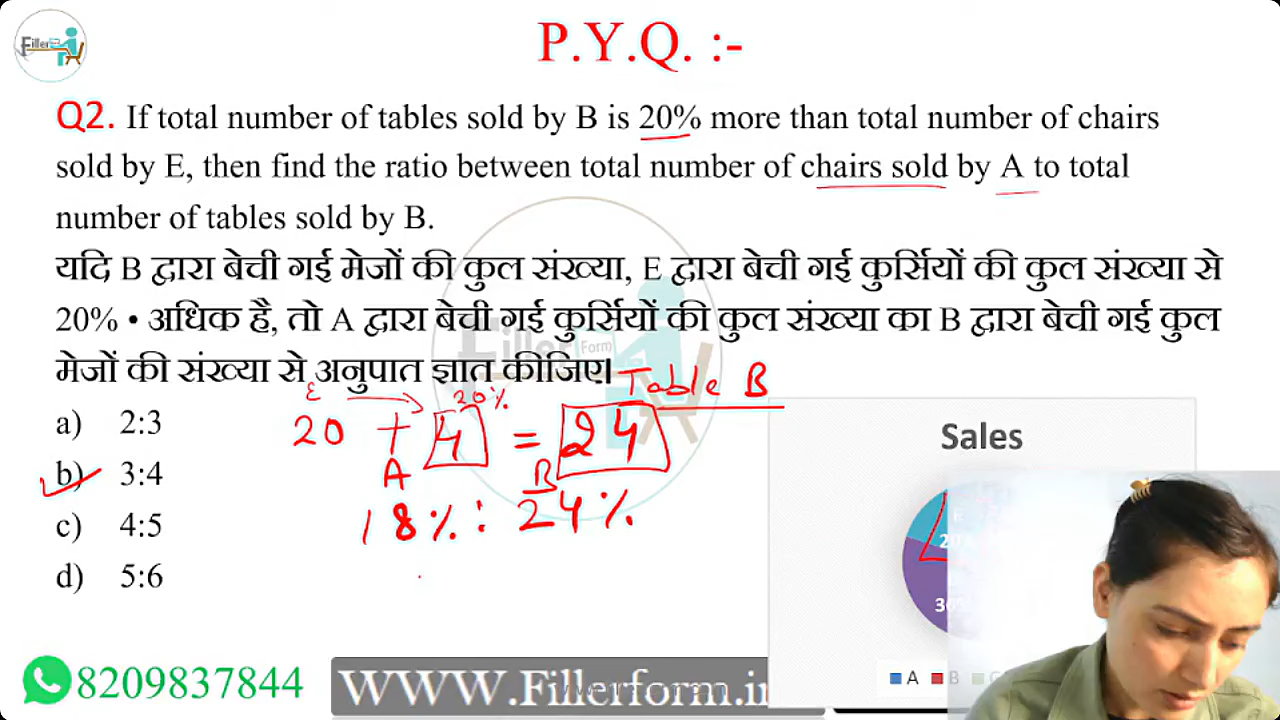 Filler Form
P.Y.Q. :-
Q2. If total number of tables sold by B is 20% more than total number of chairs
sold by E, then find the ratio between total number of chairs sold by A to total
number of tables sold by B.
यदि B द्वारा बेची गई मेजों की कुल संख्या, E द्वारा बेची गई कुर्सियों की कुल संख्या से
20% • अधिक है, तो A द्वारा बेची गई कुर्सियों की कुल संख्या का B द्वारा बेची गई कुल
मेजों की संख्या से अनुपात ज्ञात कीजिए।
Table B
E 20%
20 + 4 = 24
A B
18% : 24%
a) 2:3
b) 3:4
c) 4:5
d) 5:6
Sales
E
20%
30%
A B C
8209837844
WWW.Fillerform.in